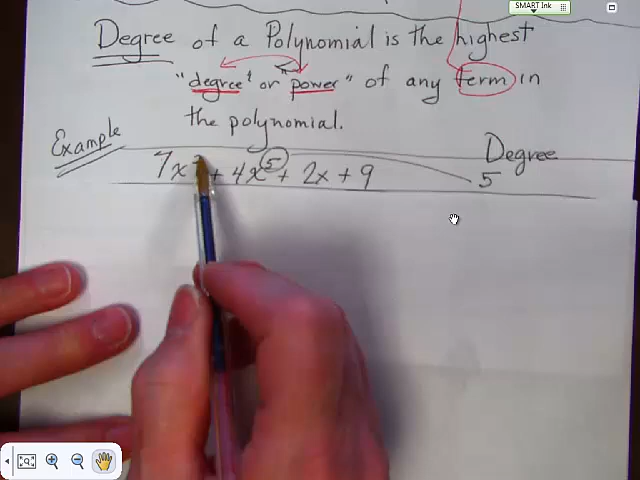 SMART Ink
Degree of a Polynomial is the highest
"degree" or power" of any term in
the polynomial.
Example
Degree
7x + 4x⁵ + 2x + 9 5